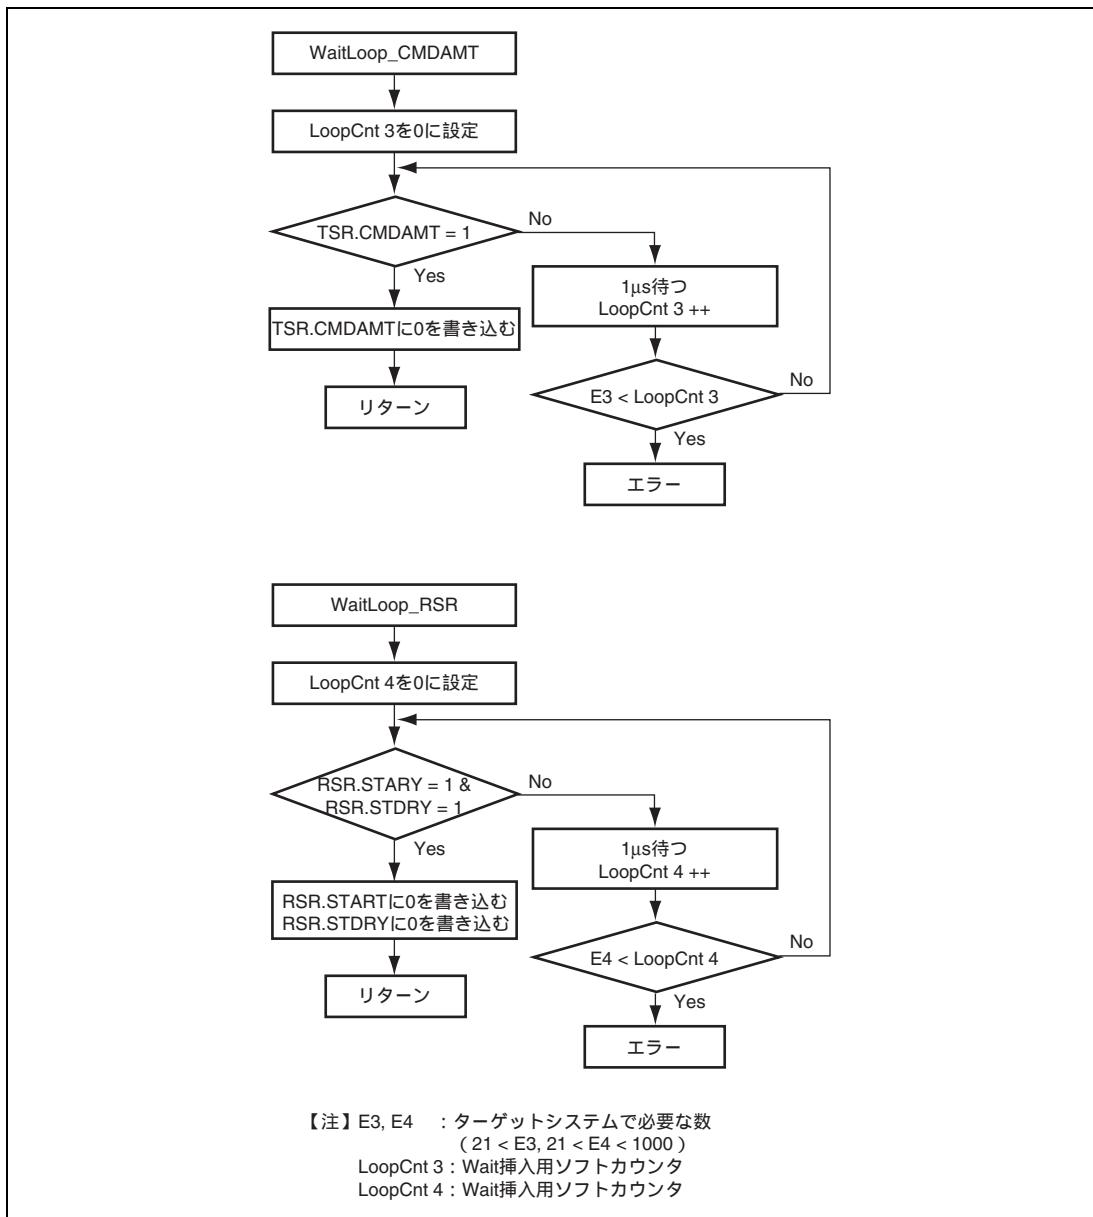 WaitLoop_CMDAMT
LoopCnt 3を0に設定
TSR.CMDAMT = 1
No
Yes
1μs待つ
LoopCnt 3 ++
TSR.CMDAMTに0を書き込む
E3 < LoopCnt 3
No
リターン
Yes
エラー
WaitLoop_RSR
LoopCnt 4を0に設定
RSR.STARY = 1 &
RSR.STDRY = 1
No
Yes
1μs待つ
LoopCnt 4 ++
RSR.STARTに0を書き込む
RSR.STDRYに0を書き込む
E4 < LoopCnt 4
No
リターン
Yes
エラー
【注】E3, E4 ：ターゲットシステムで必要な数
（21 < E3, 21 < E4 < 1000）
LoopCnt 3：Wait挿入用ソフトカウンタ
LoopCnt 4：Wait挿入用ソフトカウンタ